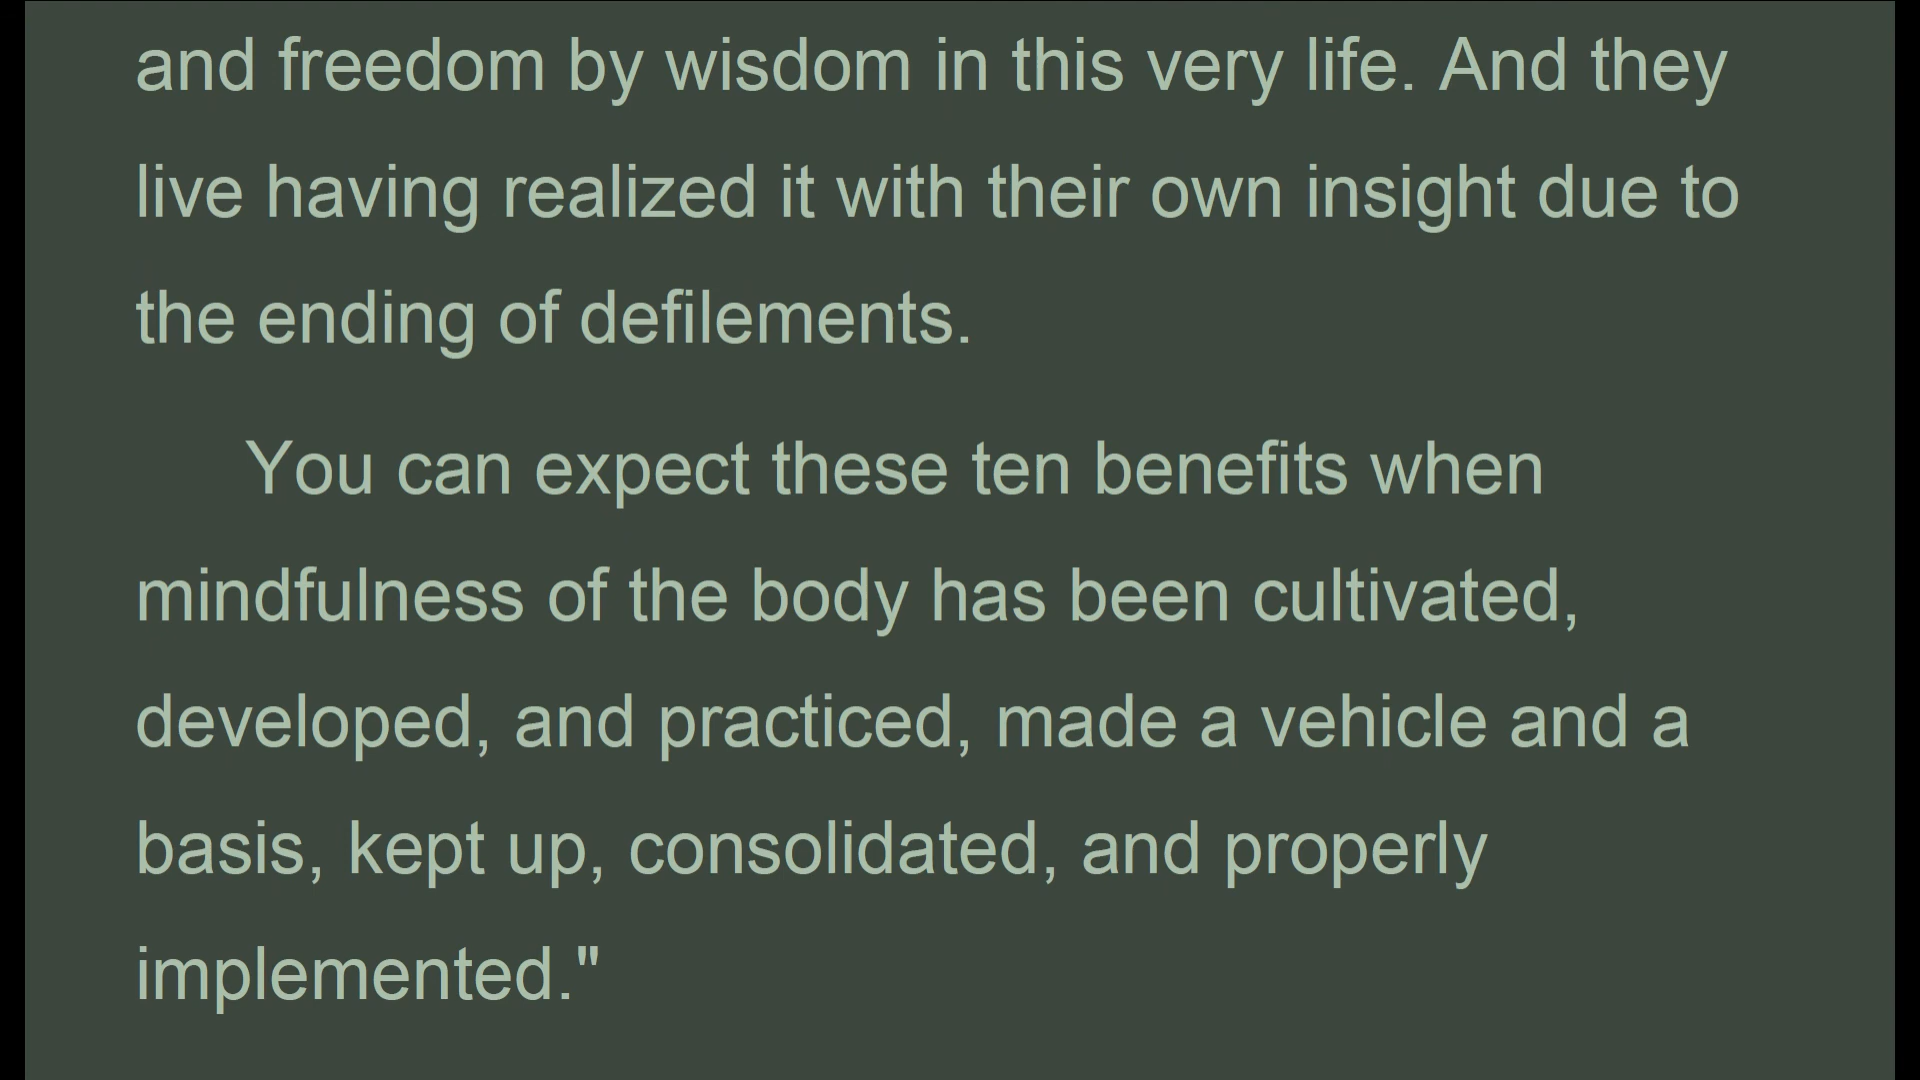 and freedom by wisdom in this very life. And they
live having realized it with their own insight due to
the ending of defilements.
You can expect these ten benefits when
mindfulness of the body has been cultivated,
developed, and practiced, made a vehicle and a
basis, kept up, consolidated, and properly
implemented."